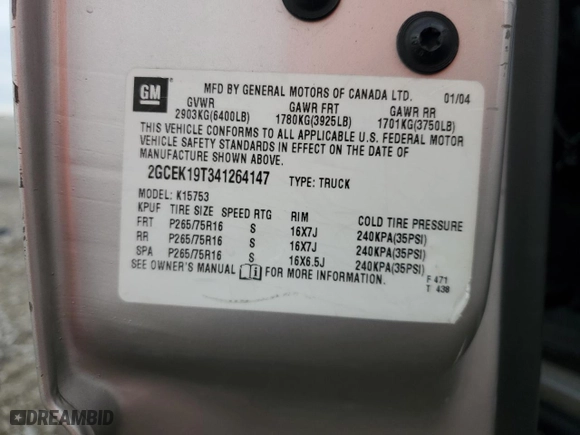 GM
MFD BY GENERAL MOTORS OF CANADA LTD. 01/04
GVWR GAWR FRT GAWR RR
2903KG(6400LB) 1780KG(3925LB) 1701KG(3750LB)
THIS VEHICLE CONFORMS TO ALL APPLICABLE U.S. FEDERAL MOTOR
VEHICLE SAFETY STANDARDS IN EFFECT ON THE DATE OF
MANUFACTURE SHOWN ABOVE.
2GCEK19T341264147 TYPE: TRUCK
MODEL: K15753
KPUF TIRE SIZE SPEED RTG RIM COLD TIRE PRESSURE
FRT P265/75R16 S 16X7J 240KPA(35PSI)
RR P265/75R16 S 16X7J 240KPA(35PSI)
SPA P265/75R16 S 16X6.5J 240KPA(35PSI)
SEE OWNER'S MANUAL FOR MORE INFORMATION.
F 471
T 438
DREAMBID